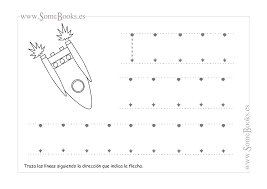 www.SomeBooks.es
Traza las líneas siguiendo la dirección que indica la flecha.
www.SomeBooks.es